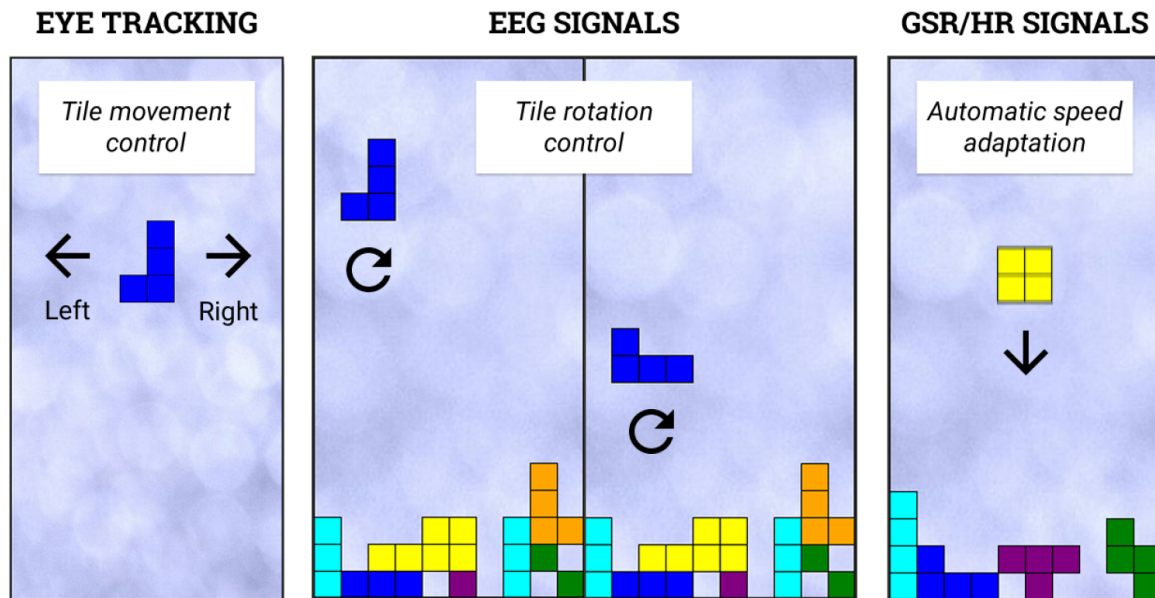 EYE TRACKING
EEG SIGNALS
GSR/HR SIGNALS
Tile movement
control
Left
Right
Tile rotation
control
Automatic speed
adaptation